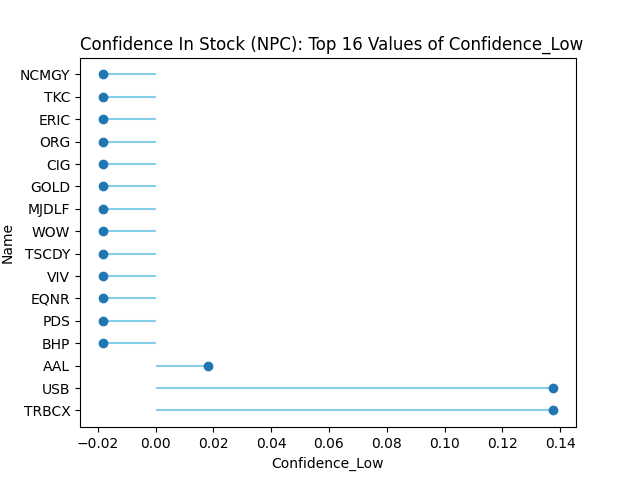 Confidence In Stock (NPC): Top 16 Values of Confidence_Low
NCMGY
TKC
ERIC
ORG
CIG
GOLD
MJDLF
WOW
TSCDY
VIV
EQNR
PDS
BHP
AAL
USB
TRBCX
Name
−0.02 0.00 0.02 0.04 0.06 0.08 0.10 0.12 0.14
Confidence_Low